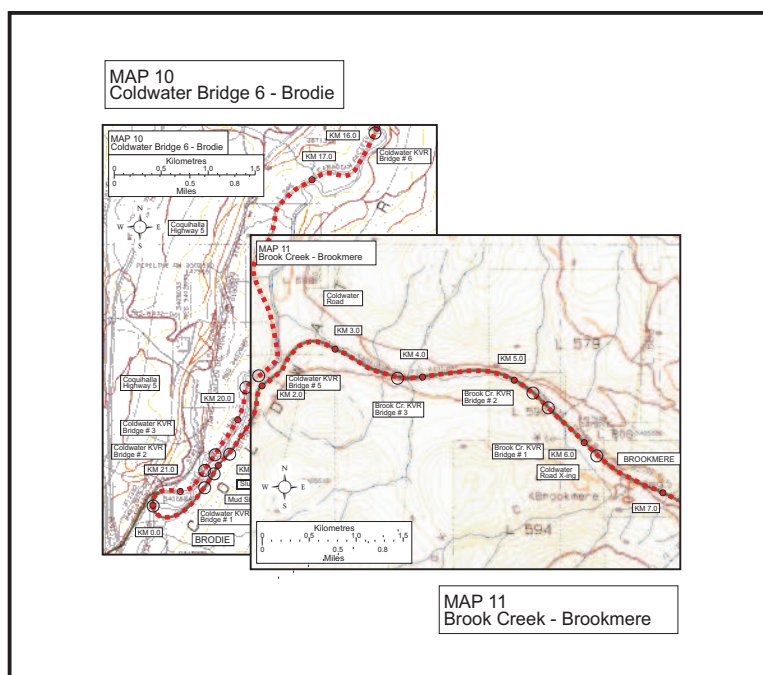 MAP 10
Coldwater Bridge 6 - Brodie
MAP 10
Coldwater Bridge 6 - Brodie
Kilometres
0 0.5 1.0 1.5
0 0.5 0.8
Miles
KM 16.0
KM 17.0
Coldwater KVR
Bridge # 6
N
W E
S
Coquihalla
Highway 5
MAP 11
Brook Creek - Brookmere
Coldwater
Road
KM 3.0
KM 4.0
KM 5.0
L 579
Coquihalla
Highway 5
KM 20.0
Coldwater KVR
Bridge # 5
KM 2.0
Brook Cr. KVR
Bridge # 3
Brook Cr. KVR
Bridge # 2
Coldwater KVR
Bridge # 3
Coldwater KVR
Bridge # 2
Brook Cr. KVR
Bridge # 1
KM 6.0
BROOKMERE
KM 21.0
KM
Coldwater
Road X-ing
Mud
Brookmere
KM 7.0
N
W E
S
Coldwater KVR
Bridge # 1
KM 0.0
BRODIE
L 594
Kilometres
0 0.5 1.0 1.5
0 0.5 0.8
Miles
MAP 11
Brook Creek - Brookmere